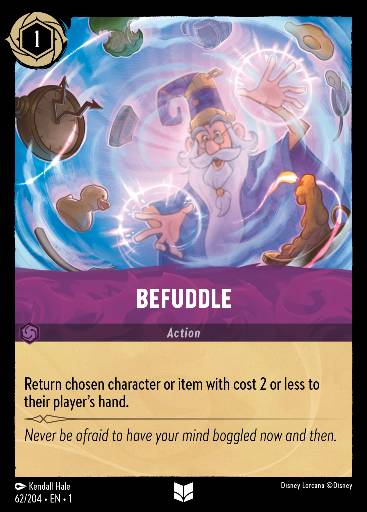 1
BEFUDDLE
Action
Return chosen character or item with cost 2 or less to
their player's hand.
Never be afraid to have your mind boggled now and then.
Kendall Hale
62/204 • EN • 1
Disney Lorcana ©Disney